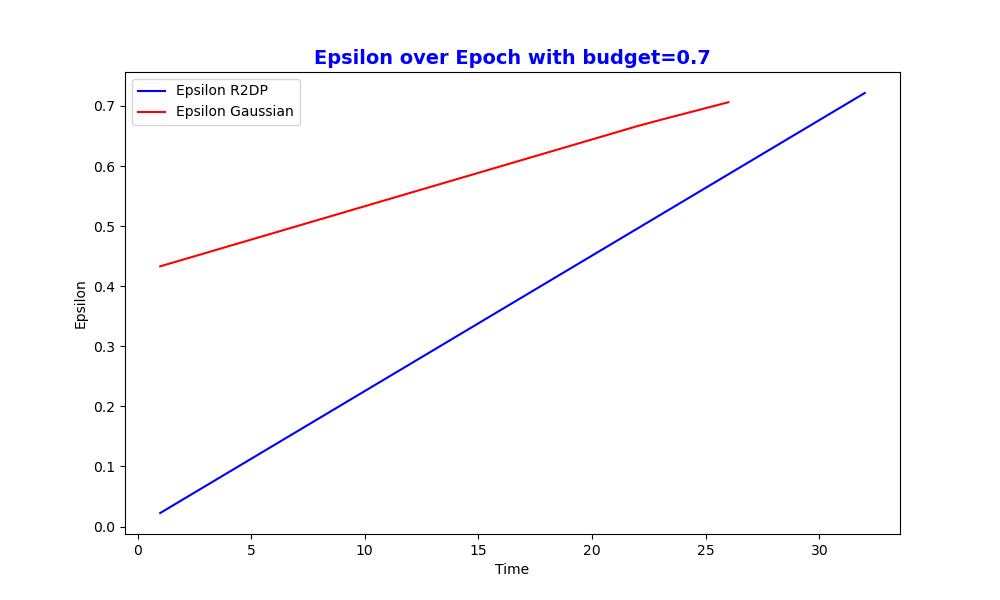 Epsilon over Epoch with budget=0.7
Epsilon R2DP
Epsilon Gaussian
Epsilon
0.7
0.6
0.5
0.4
0.3
0.2
0.1
0.0
0 5 10 15 20 25 30
Time